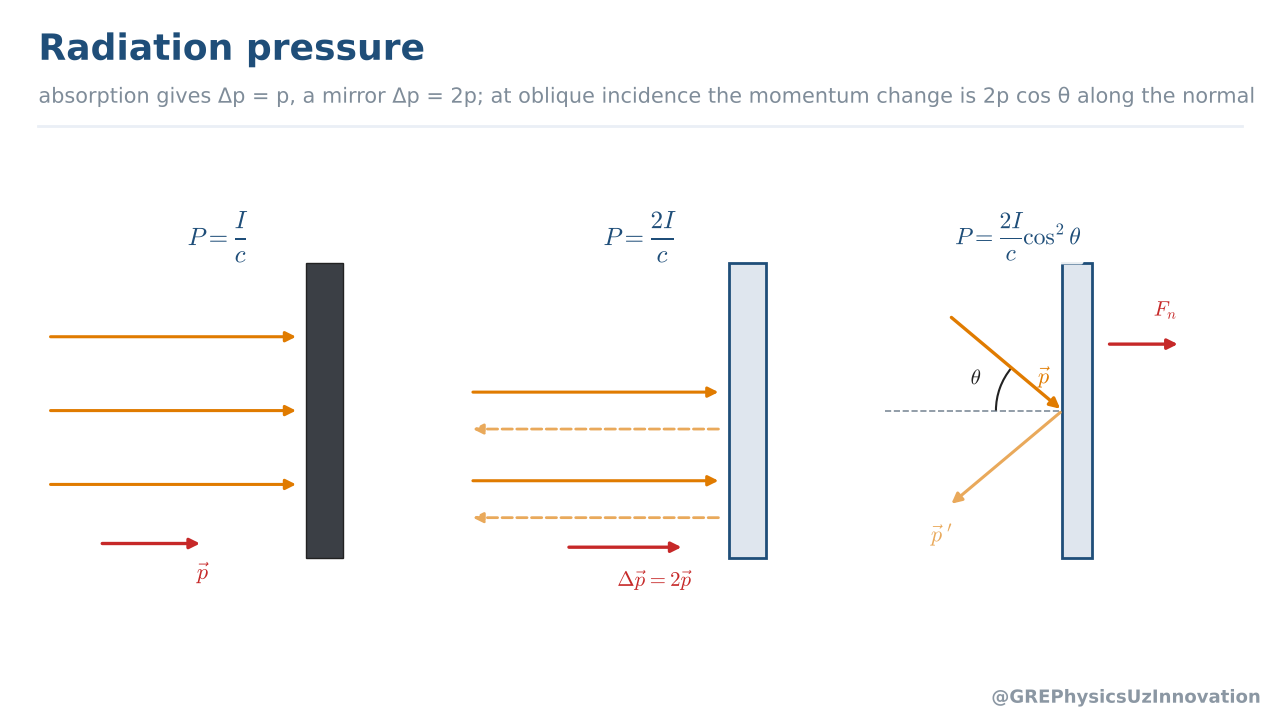 Radiation pressure
absorption gives Δp = p, a mirror Δp = 2p; at oblique incidence the momentum change is 2p cos θ along the normal
P = I/c
P = 2I/c
P = 2I/c cos² θ
F_n
θ
p⃗
p⃗ ′
p⃗
Δp⃗ = 2p⃗
@GREPhysicsUzInnovation